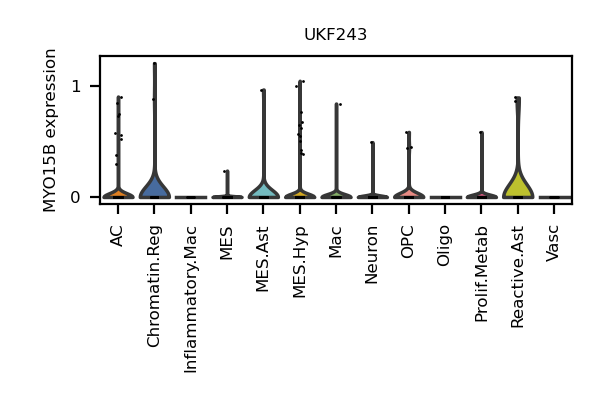 UKF243
MYO15B expression
1
0
AC
Chromatin.Reg
Inflammatory.Mac
MES
MES.Ast
MES.Hyp
Mac
Neuron
OPC
Oligo
Prolif.Metab
Reactive.Ast
Vasc